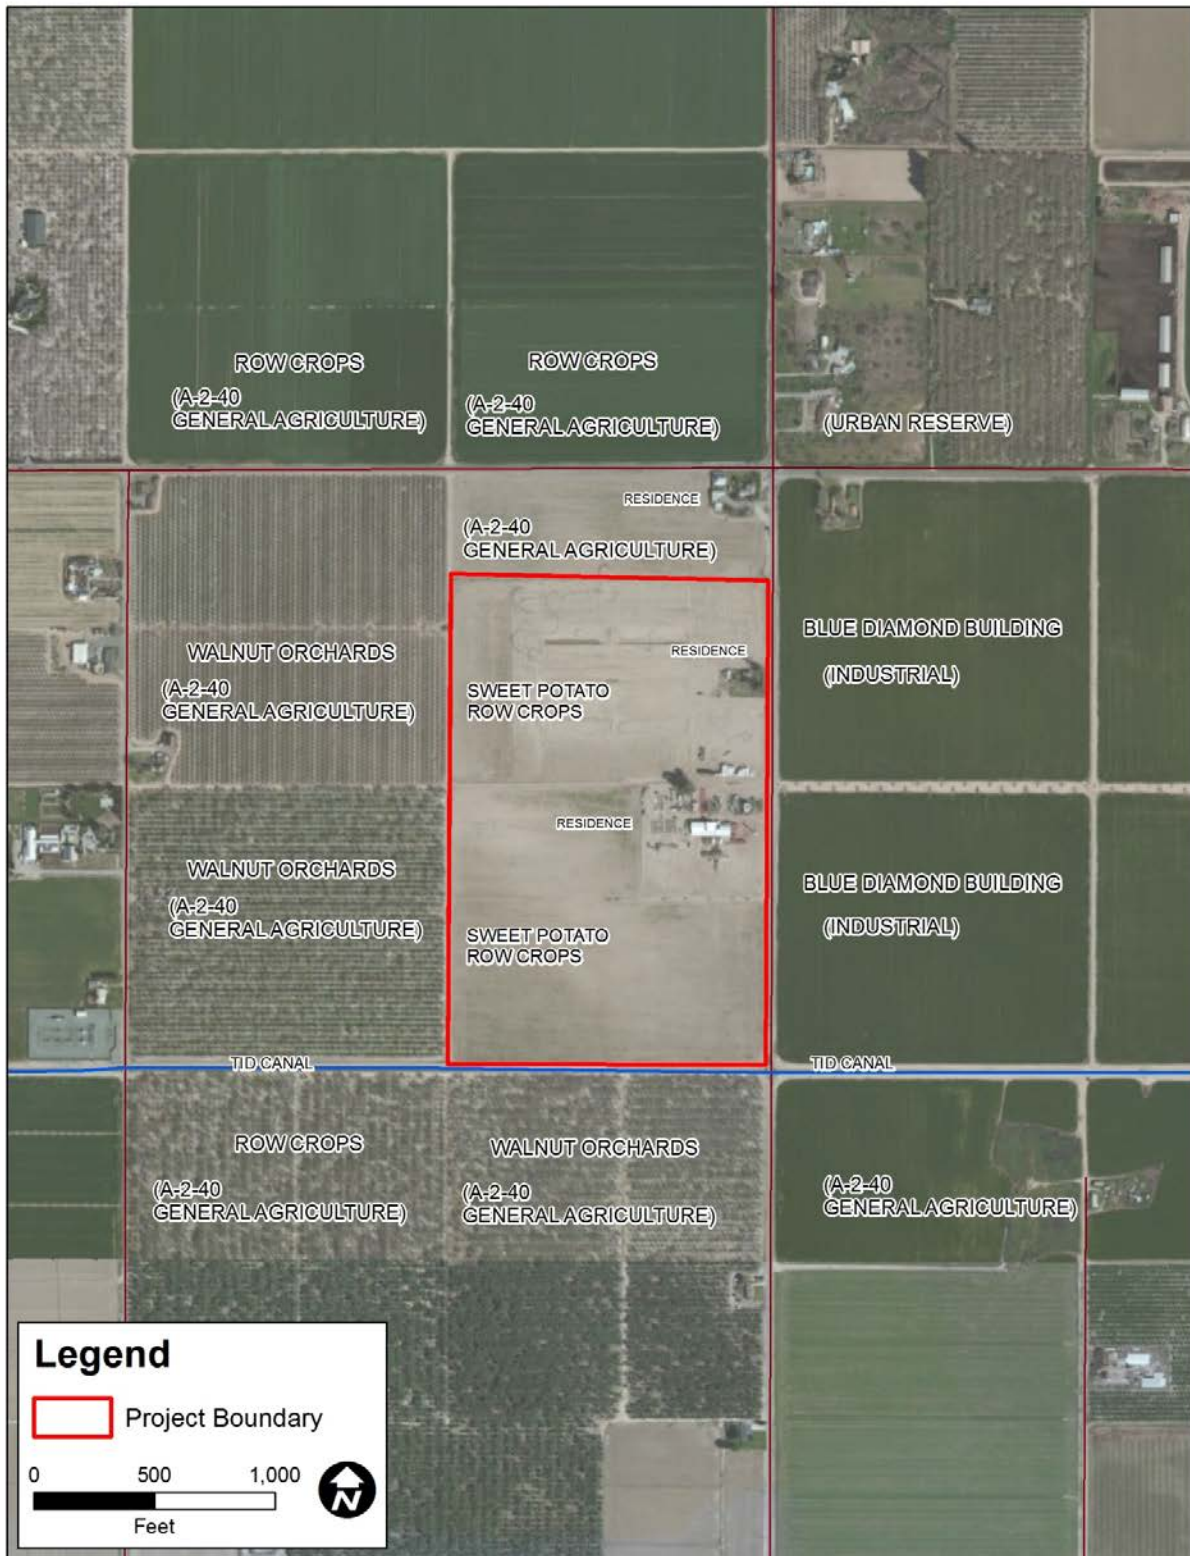 ROW CROPS
(A-2-40
GENERAL AGRICULTURE)
ROW CROPS
(A-2-40
GENERAL AGRICULTURE)
(URBAN RESERVE)
RESIDENCE
(A-2-40
GENERAL AGRICULTURE)
WALNUT ORCHARDS
(A-2-40
GENERAL AGRICULTURE)
RESIDENCE
SWEET POTATO
ROW CROPS
BLUE DIAMOND BUILDING
(INDUSTRIAL)
WALNUT ORCHARDS
(A-2-40
GENERAL AGRICULTURE)
RESIDENCE
SWEET POTATO
ROW CROPS
BLUE DIAMOND BUILDING
(INDUSTRIAL)
TID CANAL
TID CANAL
ROW CROPS
(A-2-40
GENERAL AGRICULTURE)
WALNUT ORCHARDS
(A-2-40
GENERAL AGRICULTURE)
(A-2-40
GENERAL AGRICULTURE)
Legend
Project Boundary
0 500 1,000
Feet
N